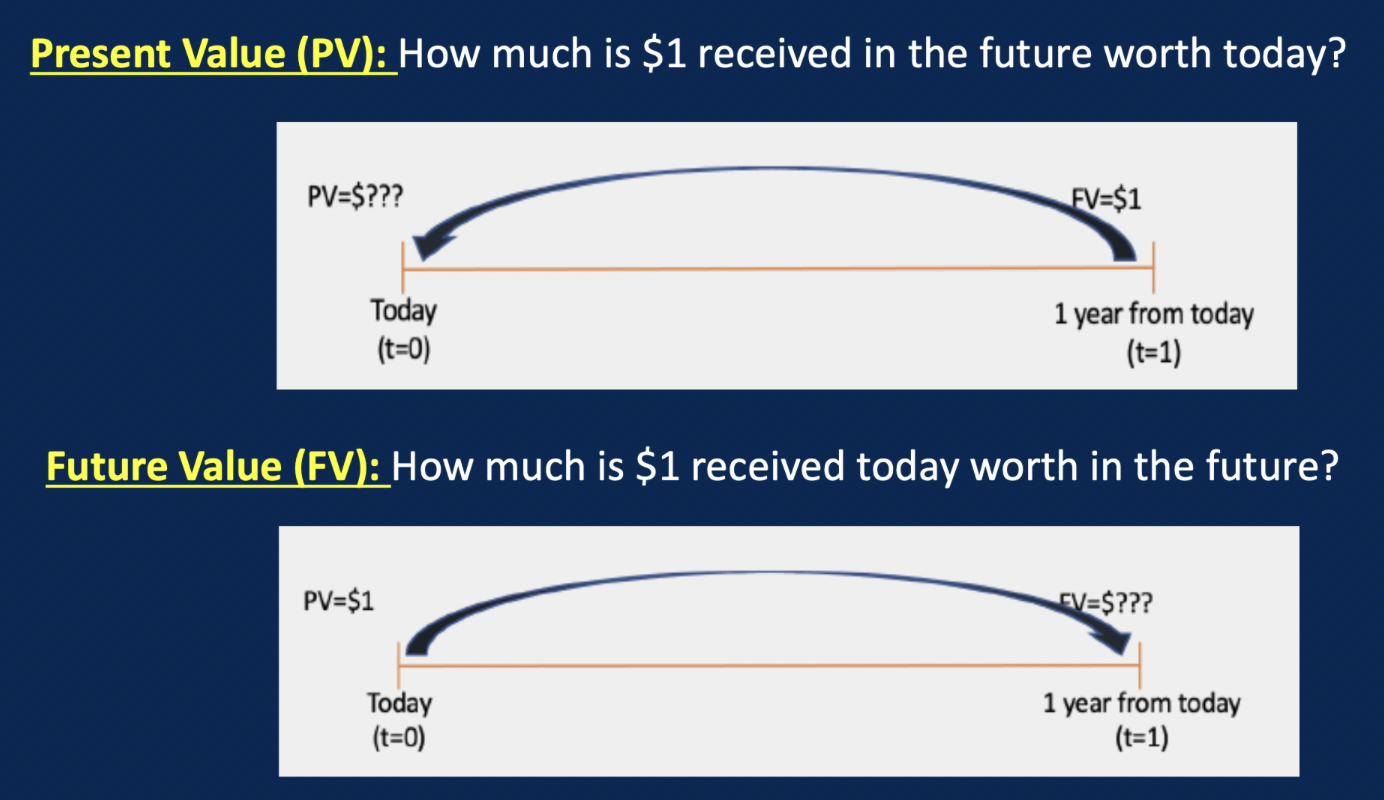 Present Value (PV): How much is $1 received in the future worth today?
PV=$???
FV=$1
Today
(t=0)
1 year from today
(t=1)
Future Value (FV): How much is $1 received today worth in the future?
PV=$1
FV=$???
Today
(t=0)
1 year from today
(t=1)